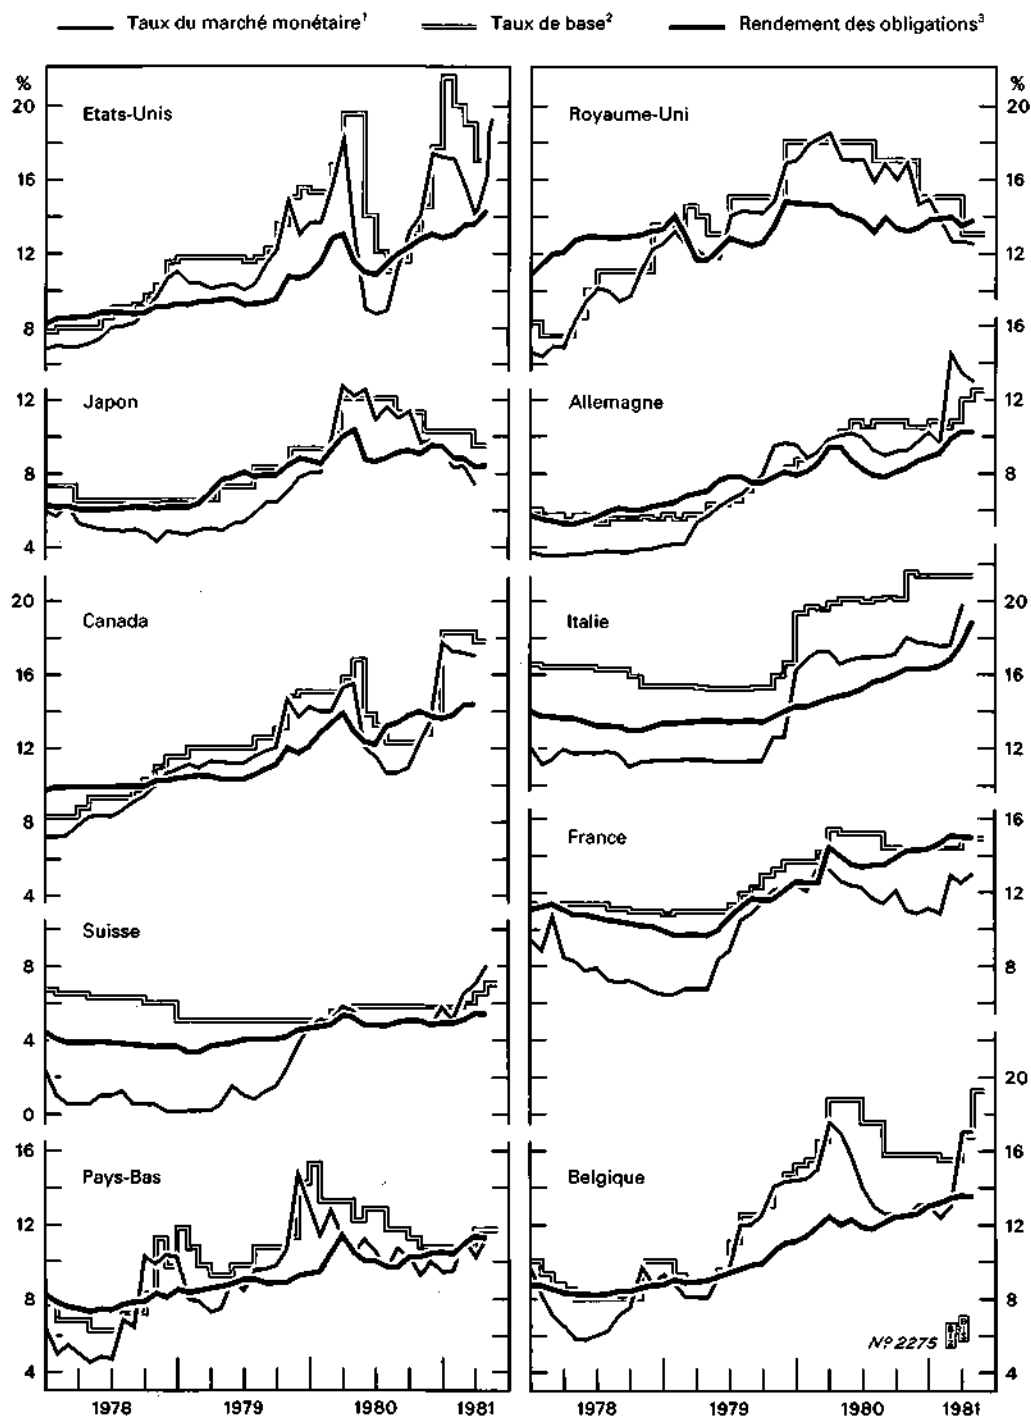 Taux du marché monétaire¹ Taux de base² Rendement des obligations³
% %
20 Etats-Unis Royaume-Uni 20
16 16
12 12
8 16
12 Japon Allemagne 12
8 8
4
20 Canada Italie 20
16 16
12 12
8 France 16
4 12
Suisse
8 8
4
0 20
16 Pays-Bas Belgique 16
12 12
8 8
4 Nº 2275 4
1978 1979 1980 1981 1978 1979 1980 1981